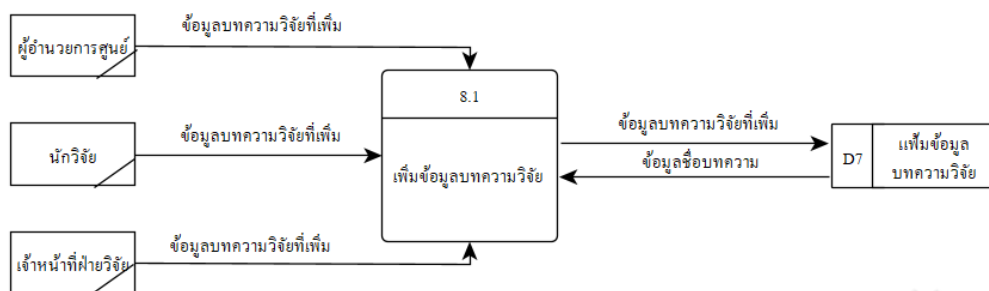 ข้อมูลบทความวิจัยที่เพิ่ม
ผู้อำนวยการศูนย์
8.1
ข้อมูลบทความวิจัยที่เพิ่ม
ข้อมูลบทความวิจัยที่เพิ่ม
นักวิจัย
เพิ่มข้อมูลบทความวิจัย
ข้อมูลชื่อบทความ
D7
แฟ้มข้อมูล
บทความวิจัย
ข้อมูลบทความวิจัยที่เพิ่ม
เจ้าหน้าที่ฝ่ายวิจัย